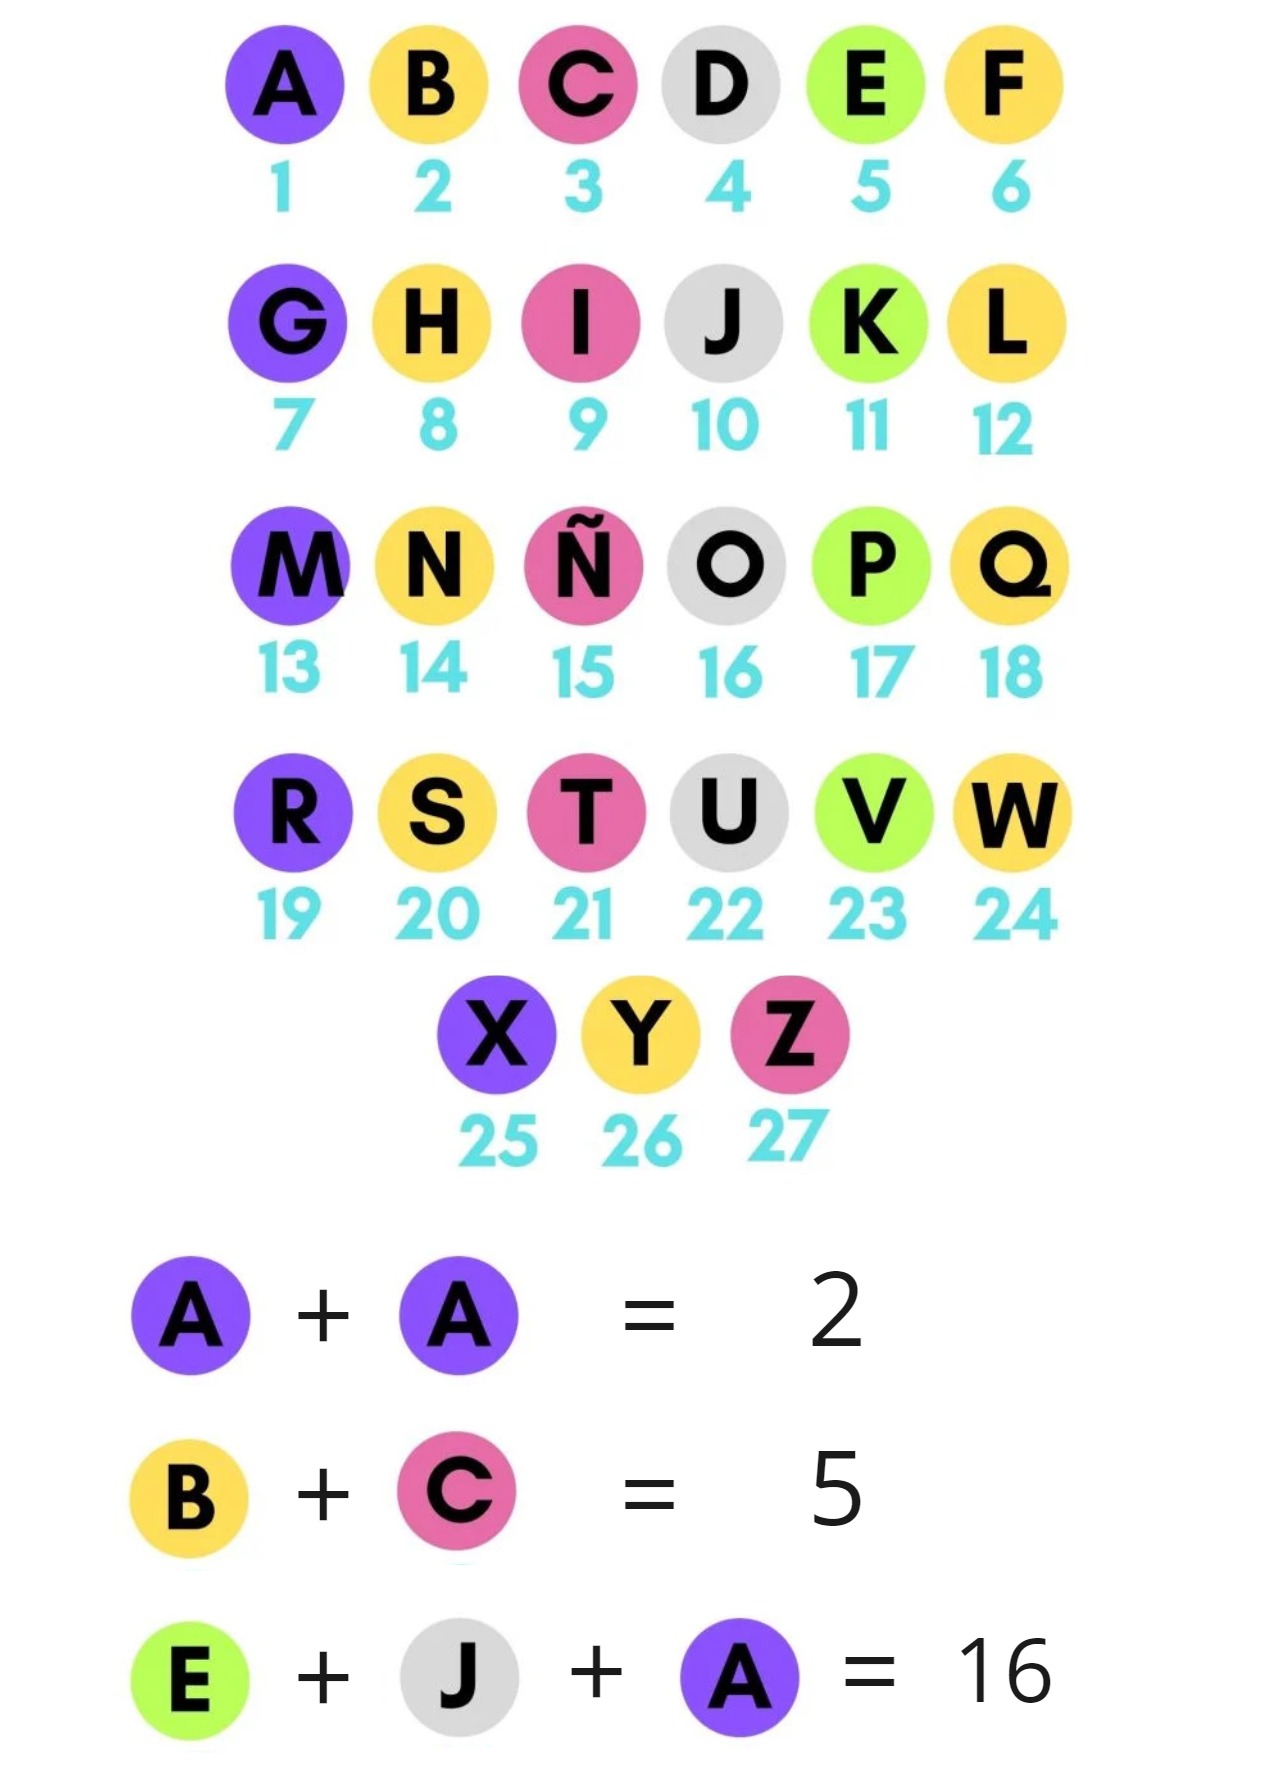 A B C D E F
1 2 3 4 5 6
G H I J K L
7 8 9 10 11 12
M N Ñ O P Q
13 14 15 16 17 18
R S T U V W
19 20 21 22 23 24
X Y Z
25 26 27
A + A = 2
B + C = 5
E + J + A = 16